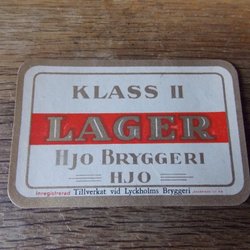 KLASS II
LAGER
HJO BRYGGERI
HJO
Inregistrerad Tillverkat vid Lyckholms Bryggeri